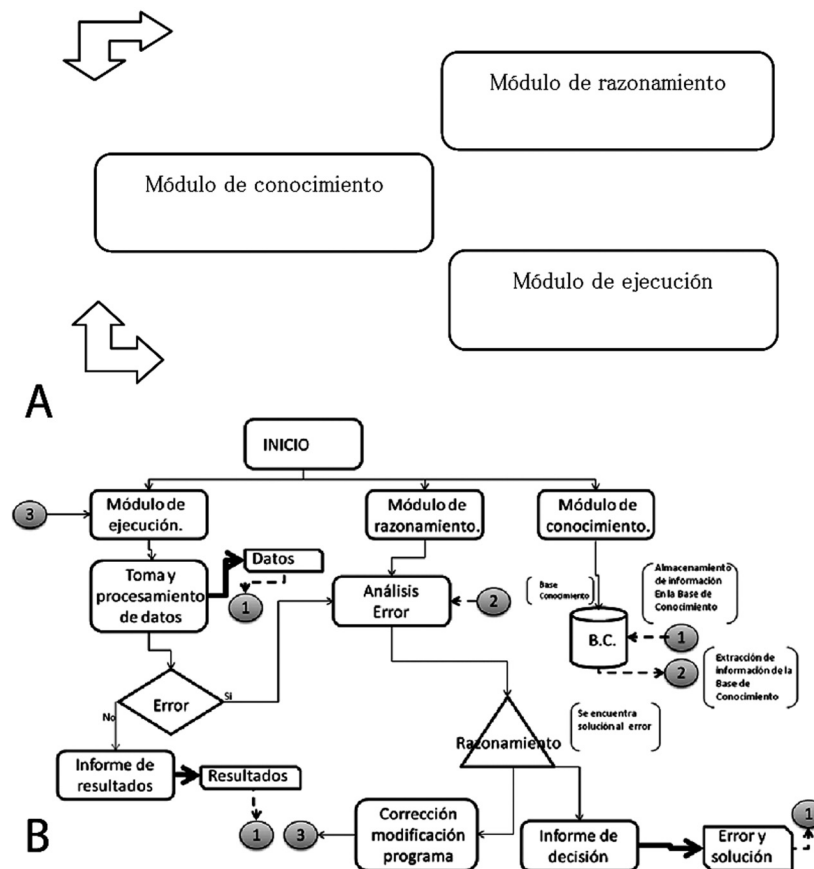 Módulo de razonamiento
Módulo de conocimiento
Módulo de ejecución
A
INICIO
3
Módulo de
ejecución.
Módulo de
razonamiento.
Módulo de
conocimiento.
Toma y
procesamiento
de datos
Datos
1
Análisis
Error
2
Base
Conocimiento
Almacenamiento
de información
En la Base de
Conocimiento
B.C.
1
2
Extracción de
información de la
Base de
Conocimiento
Error
Si
No
Razonamiento
Se encuentra
solución al error
Informe de
resultados
Resultados
1
3
Corrección
modificación
programa
Informe de
decisión
Error y
solución
1
B